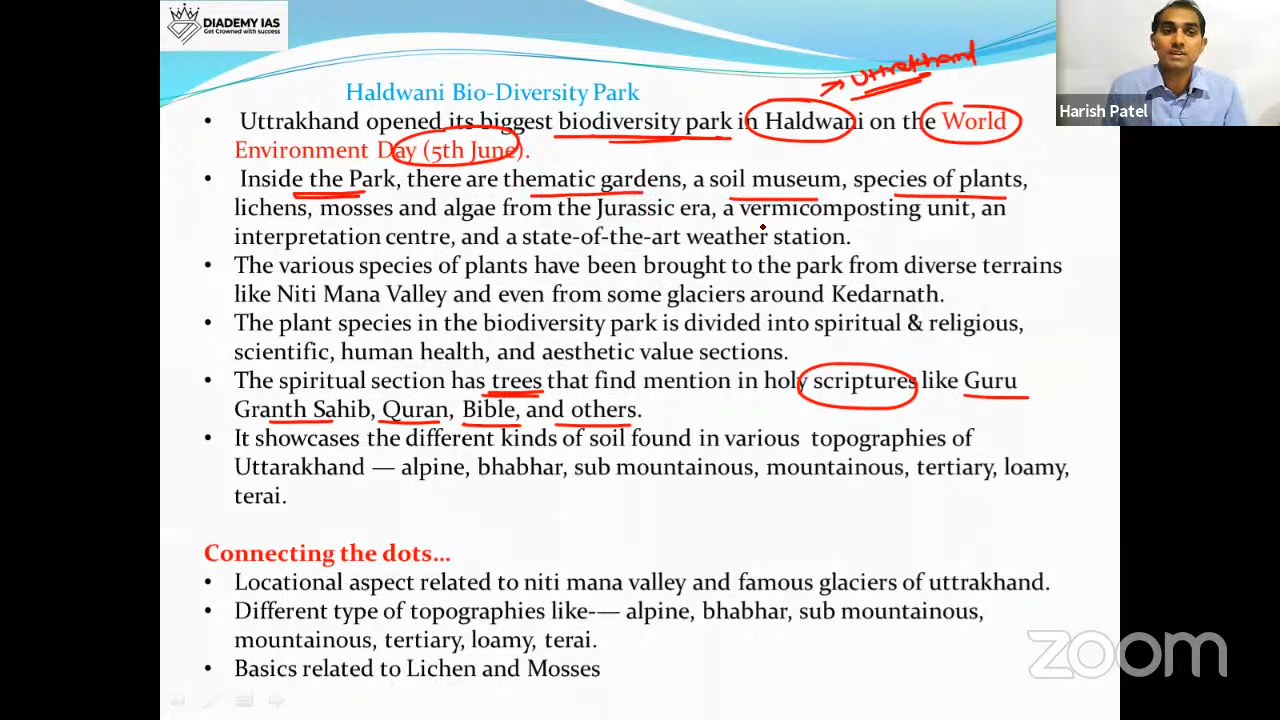 DIADEMY IAS
Get Crowned with success
Uttrakhand
Harish Patel
Haldwani Bio-Diversity Park
• Uttrakhand opened its biggest biodiversity park in Haldwani on the World
Environment Day (5th June).
• Inside the Park, there are thematic gardens, a soil museum, species of plants,
lichens, mosses and algae from the Jurassic era, a vermicomposting unit, an
interpretation centre, and a state-of-the-art weather station.
• The various species of plants have been brought to the park from diverse terrains
like Niti Mana Valley and even from some glaciers around Kedarnath.
• The plant species in the biodiversity park is divided into spiritual & religious,
scientific, human health, and aesthetic value sections.
• The spiritual section has trees that find mention in holy scriptures like Guru
Granth Sahib, Quran, Bible, and others.
• It showcases the different kinds of soil found in various topographies of
Uttarakhand — alpine, bhabhar, sub mountainous, mountainous, tertiary, loamy,
terai.
Connecting the dots...
• Locational aspect related to niti mana valley and famous glaciers of uttrakhand.
• Different type of topographies like-— alpine, bhabhar, sub mountainous,
mountainous, tertiary, loamy, terai.
• Basics related to Lichen and Mosses
zoom